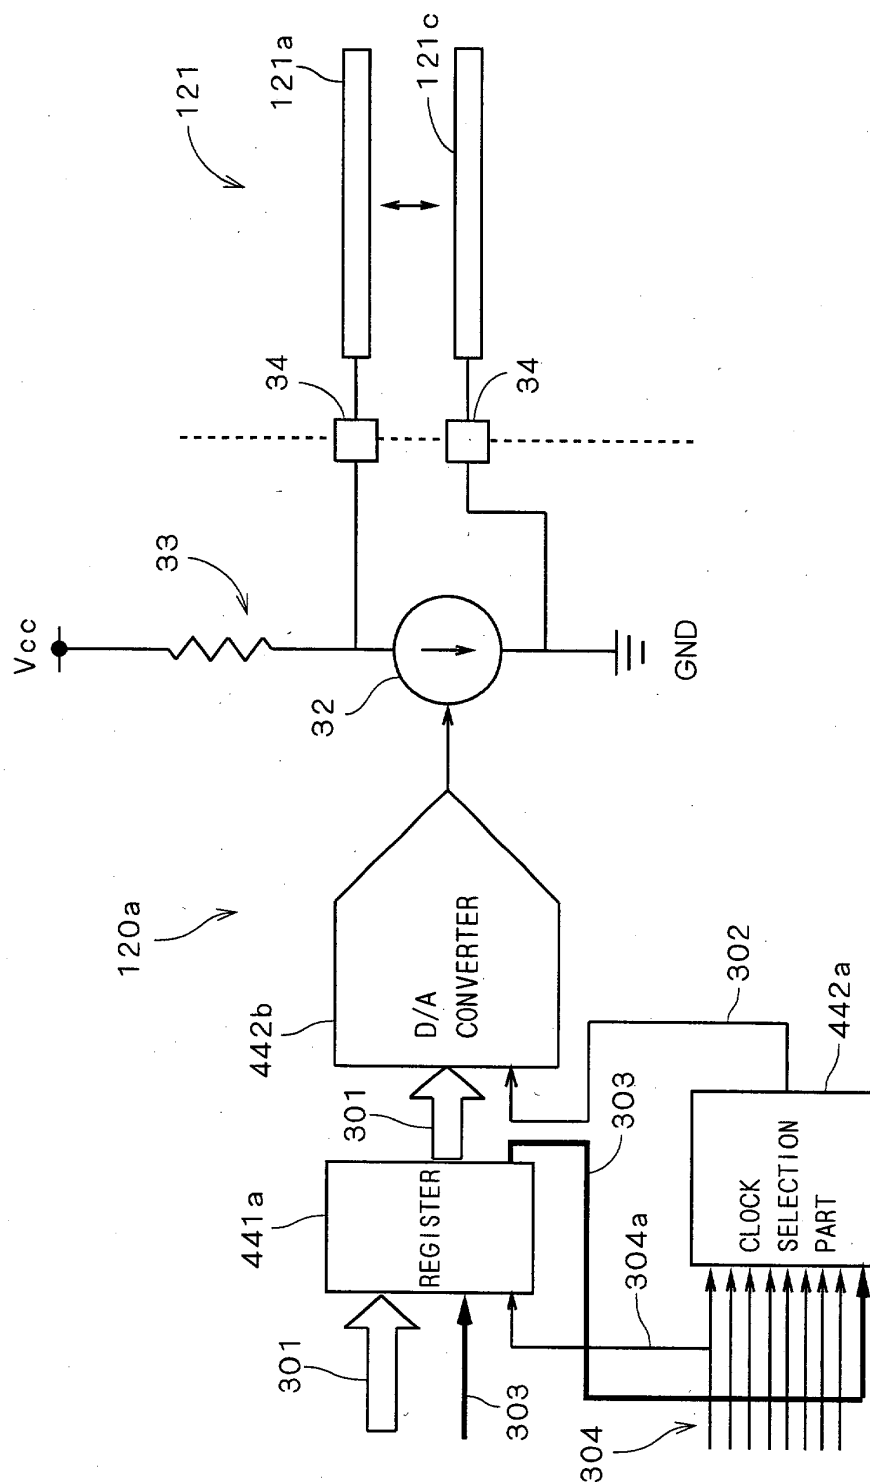 121
121a
121c
34
34
33
Vcc
32
GND
120a
442b
D/A
CONVERTER
301
441a
REGISTER
302
442a
303
CLOCK
SELECTION
PART
304a
301
303
304